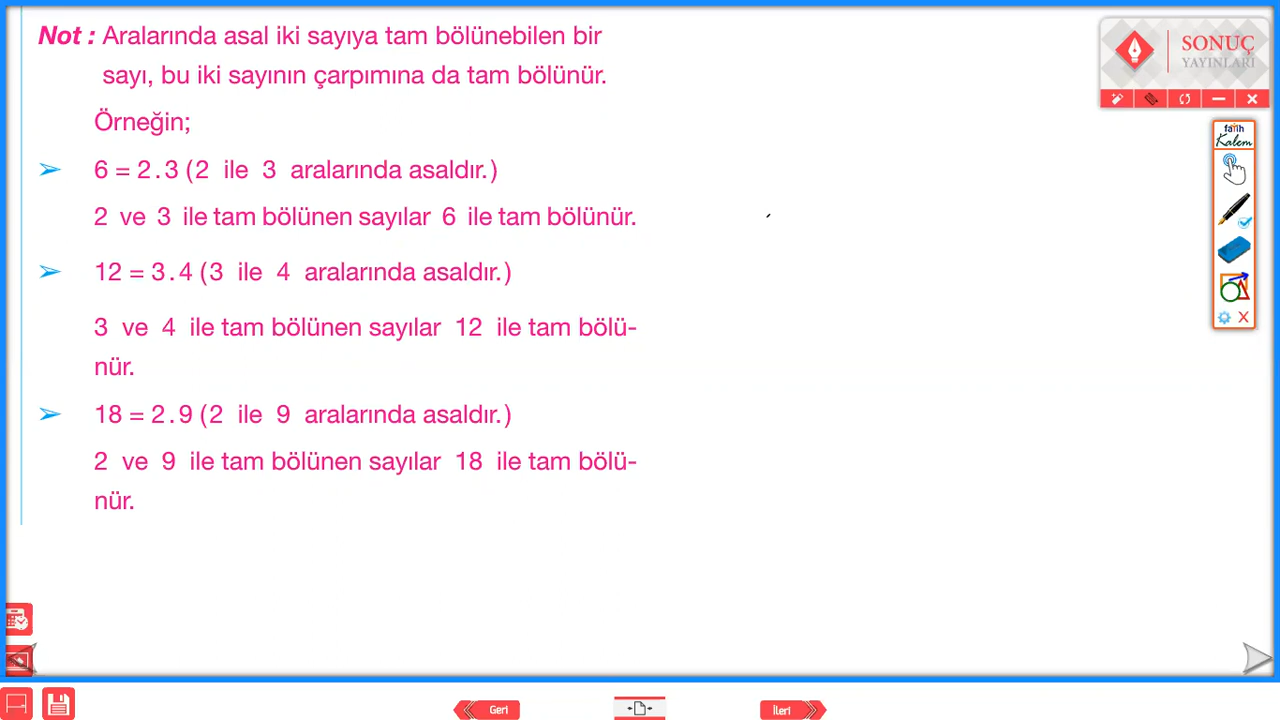 Not : Aralarında asal iki sayıya tam bölünebilen bir
sayı, bu iki sayının çarpımına da tam bölünür.
Örneğin;
➢ 6 = 2 . 3 (2 ile 3 aralarında asaldır.)
2 ve 3 ile tam bölünen sayılar 6 ile tam bölünür.
➢ 12 = 3 . 4 (3 ile 4 aralarında asaldır.)
3 ve 4 ile tam bölünen sayılar 12 ile tam bölü-
nür.
➢ 18 = 2 . 9 (2 ile 9 aralarında asaldır.)
2 ve 9 ile tam bölünen sayılar 18 ile tam bölü-
nür.
SONUÇ
YAYINLARI
fatih
Kalem
Geri
İleri